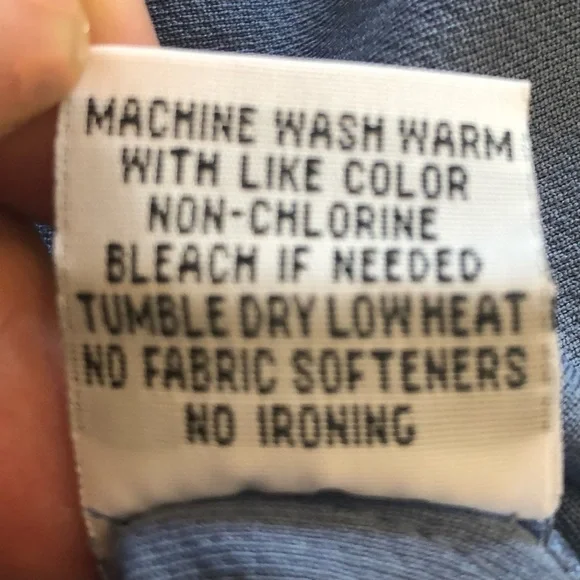 MACHINE WASH WARM
WITH LIKE COLOR
NON-CHLORINE
BLEACH IF NEEDED
TUMBLE DRY LOW HEAT
NO FABRIC SOFTENERS
NO IRONING